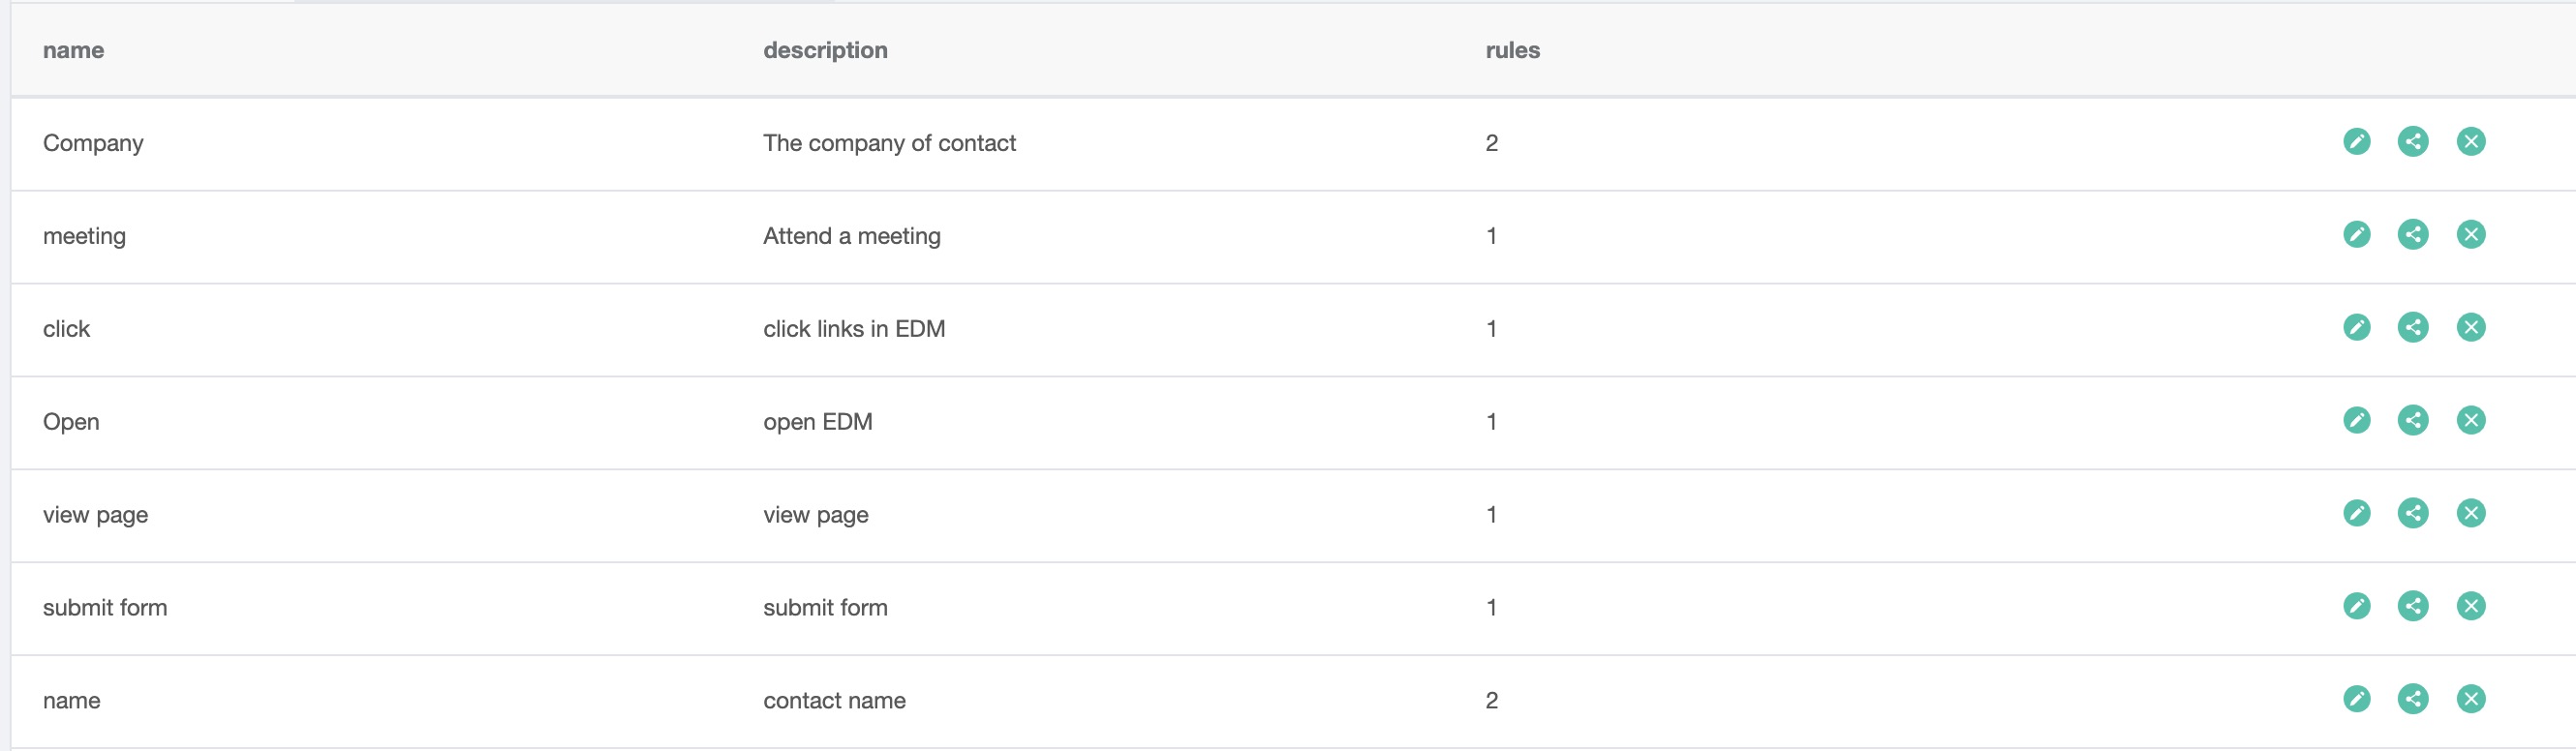 name description rules
Company The company of contact 2
meeting Attend a meeting 1
click click links in EDM 1
Open open EDM 1
view page view page 1
submit form submit form 1
name contact name 2